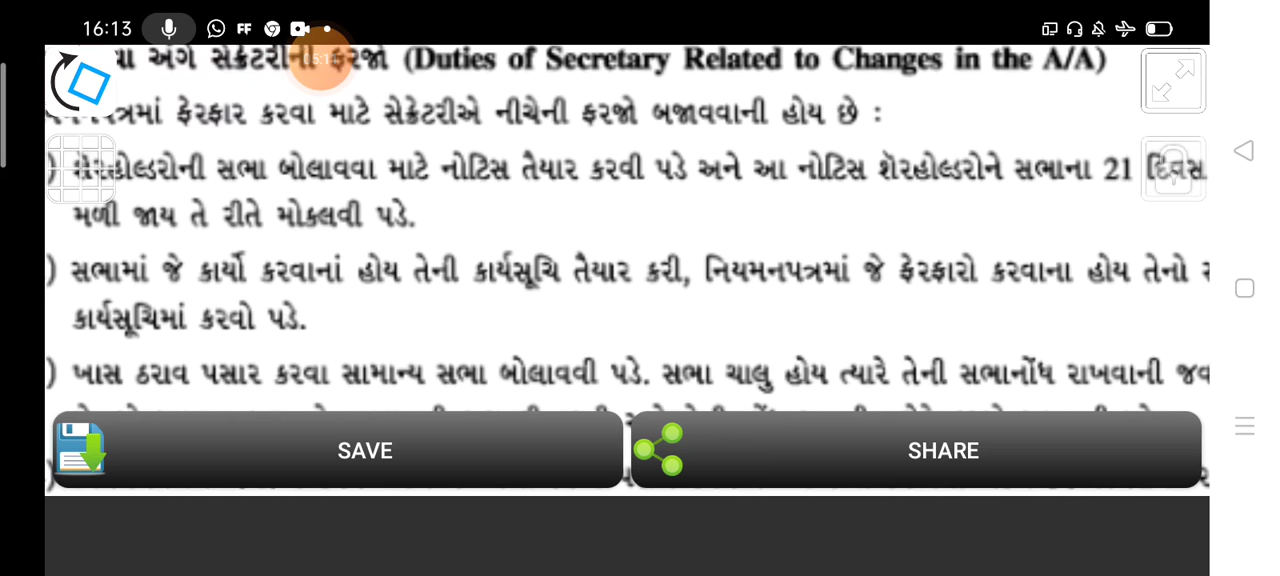 16:13
FF
અંગે સેક્રેટરીની ફરજો (Duties of Secretary Related to Changes in the A/A)
ફેરફાર કરવા માટે સેક્રેટરીએ નીચેની ફરજો બજાવવાની હોય છે :
) શૅરહોલ્ડરોની સભા બોલાવવા માટે નોટિસ તૈયાર કરવી પડે અને આ નોટિસ શૅરહોલ્ડરોને સભાના 21 દિવસ
મળી જાય તે રીતે મોકલવી પડે.
) સભામાં જે કાર્યો કરવાનાં હોય તેની કાર્યસૂચિ તૈયાર કરી, નિયમનપત્રમાં જે ફેરફારો કરવાના હોય તેનો
કાર્યસૂચિમાં કરવો પડે.
) ખાસ ઠરાવ પસાર કરવા સામાન્ય સભા બોલાવવી પડે. સભા ચાલુ હોય ત્યારે તેની સભાનોંધ રાખવાની
SAVE
SHARE